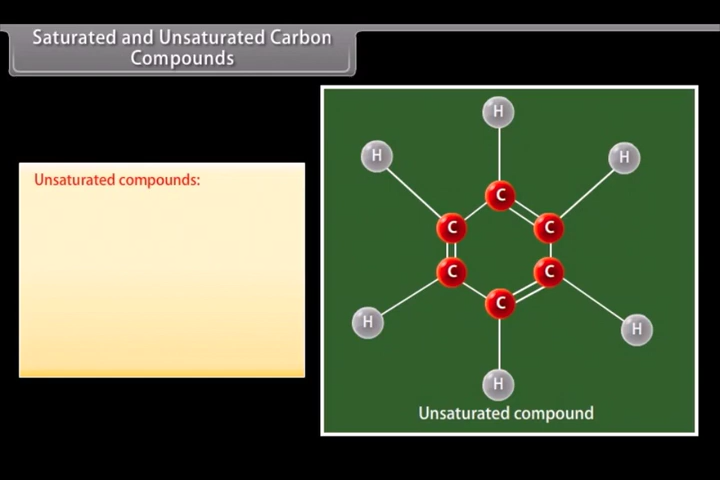 Saturated and Unsaturated Carbon
Compounds
Unsaturated compounds:
H
H
H
C
C
C
C
C
C
H
H
H
Unsaturated compound